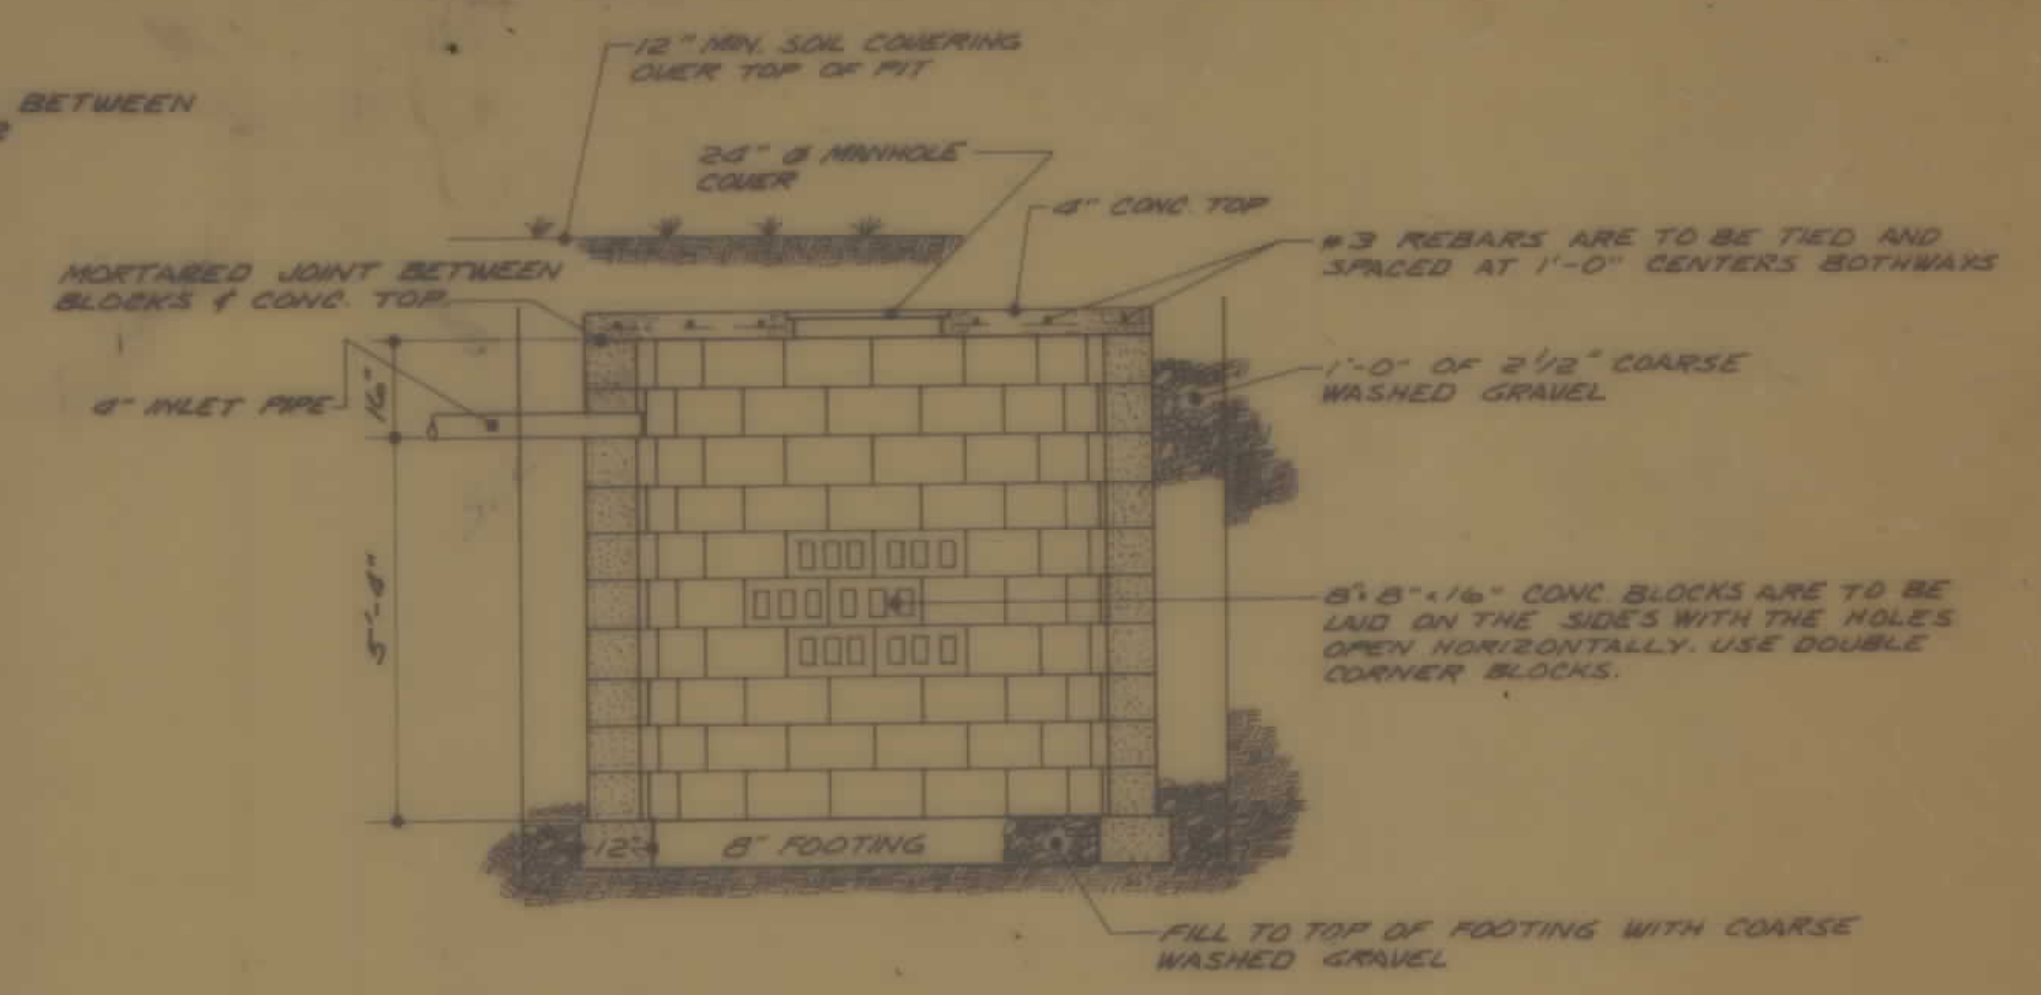 12" MIN. SOIL COVERING
OVER TOP OF PIT
BETWEEN
24" Ø MANHOLE
COVER
4" CONC. TOP
#3 REBARS ARE TO BE TIED AND
SPACED AT 1'-0" CENTERS BOTHWAYS
MORTARED JOINT BETWEEN
BLOCKS & CONC. TOP
1'-0" OF 2 1/2" COARSE
WASHED GRAVEL
4" INLET PIPE
16"
5'-4"
8"x8"x16" CONC. BLOCKS ARE TO BE
LAID ON THE SIDES WITH THE HOLES
OPEN HORIZONTALLY. USE DOUBLE
CORNER BLOCKS.
12"
8" FOOTING
FILL TO TOP OF FOOTING WITH COARSE
WASHED GRAVEL